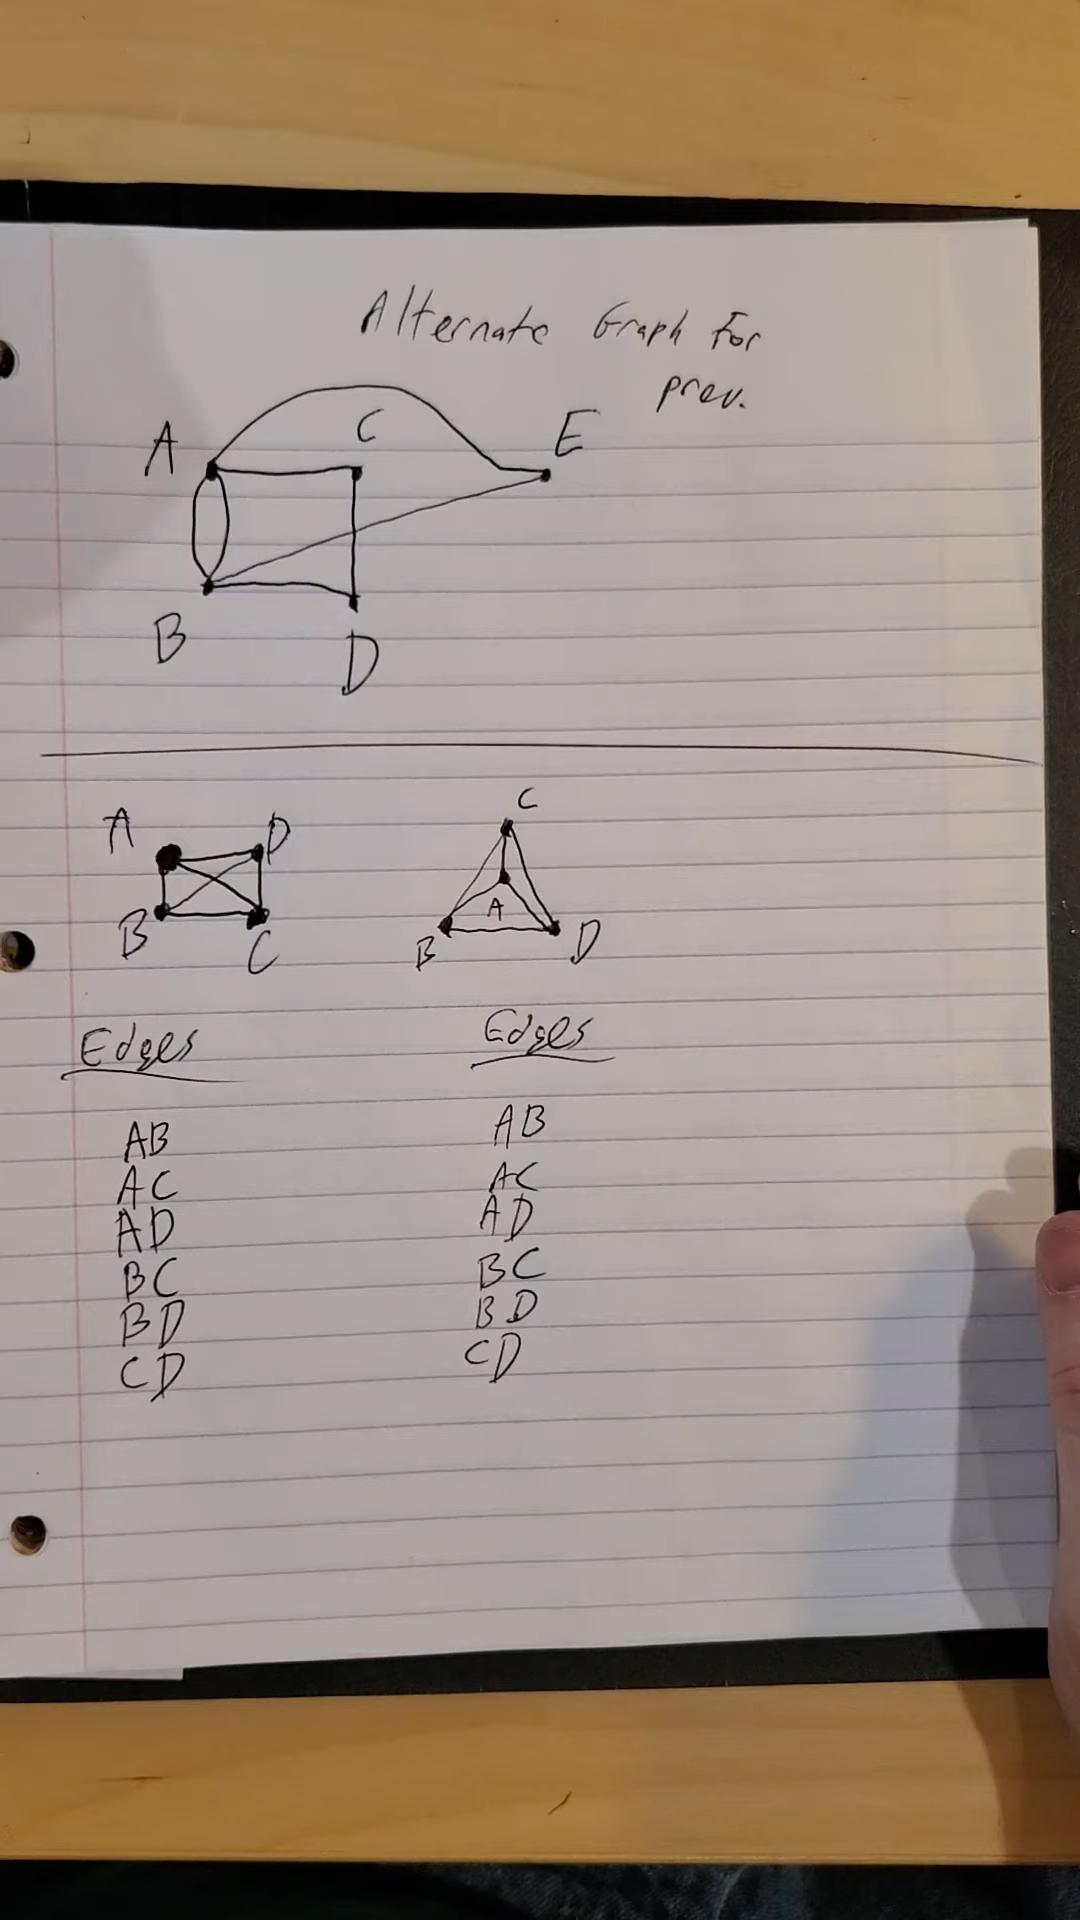 Alternate Graph For
prev.
A C E
B D
A D
B C
C
A
B D
Edges
AB
AC
AD
BC
BD
CD
Edges
AB
AC
AD
BC
BD
CD